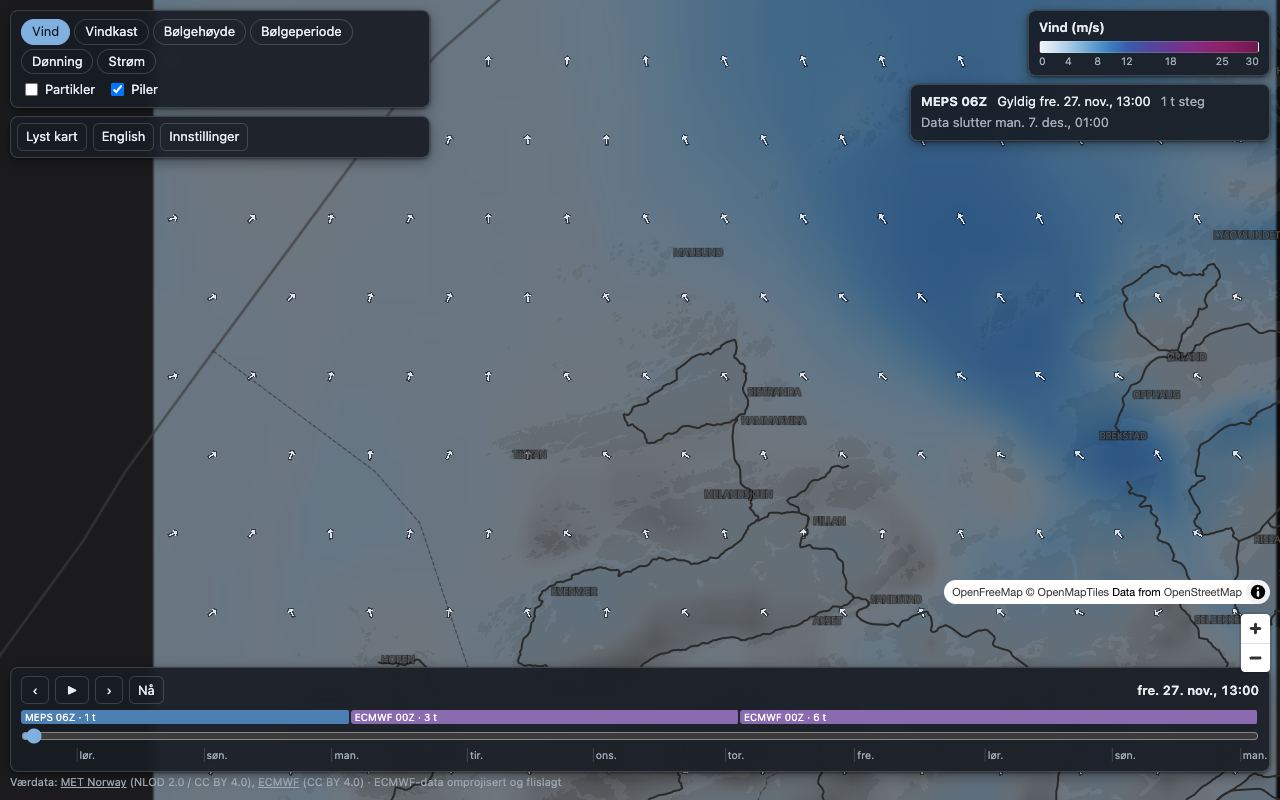 Vind Vindkast Bølgehøyde Bølgeperiode
Dønning Strøm
Partikler Piler
Lyst kart English Innstillinger
Vind (m/s)
0 4 8 12 18 25 30
MEPS 06Z Gyldig fre. 27. nov., 13:00 1 t steg
Data slutter man. 7. des., 01:00
MAUSUND
ØRLAND
SISTRANDA
OPPHAUG
HAMMARVIKA
BREKSTAD
FILLAN
KVENVÆR
SANDSTAD
OpenFreeMap © OpenMapTiles Data from OpenStreetMap
+
−
‹ ▶ › Nå
fre. 27. nov., 13:00
MEPS 06Z · 1 t ECMWF 00Z · 3 t ECMWF 00Z · 6 t
lør. søn. man. tir. ons. tor. fre. lør. søn. man.
Værdata: MET Norway (NLOD 2.0 / CC BY 4.0), ECMWF (CC BY 4.0) · ECMWF-data omprojisert og flislagt